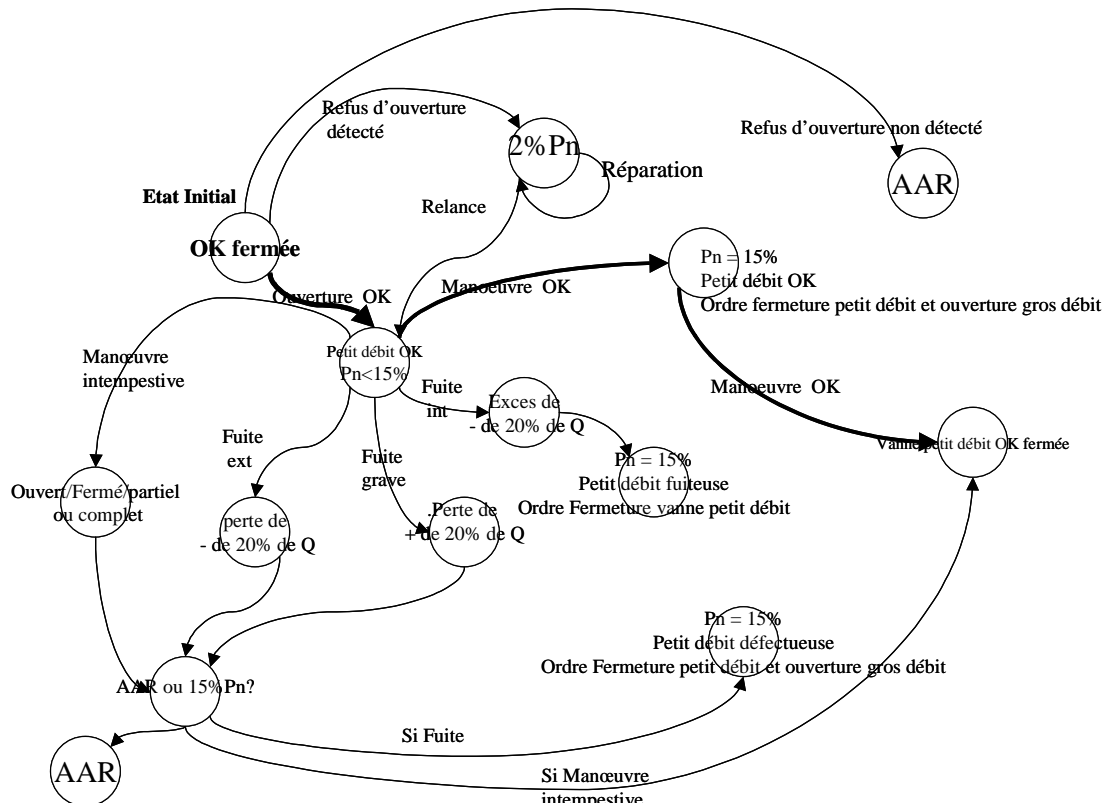 Refus d’ouverture
détecté
2%Pn
Refus d’ouverture non détecté
Réparation
AAR
Etat Initial
Relance
OK fermée
Pn = 15%
Petit débit OK
Ordre fermeture petit débit et ouverture gros débit
Manoeuvre OK
Ouverture OK
Petit débit OK
Pn<15%
Manœuvre
intempestive
Fuite
int
Exces de
- de 20% de Q
Manoeuvre OK
Vanne petit débit OK fermée
Fuite
ext
Fuite
grave
Pn = 15%
Petit débit fuiteuse
Ordre Fermeture vanne petit débit
Ouvert/Fermé/partiel
ou complet
perte de
- de 20% de Q
.Perte de
+ de 20% de Q
Pn = 15%
Petit débit défectueuse
Ordre Fermeture petit débit et ouverture gros débit
AAR ou 15%Pn?
Si Fuite
AAR
Si Manœuvre
intempestive